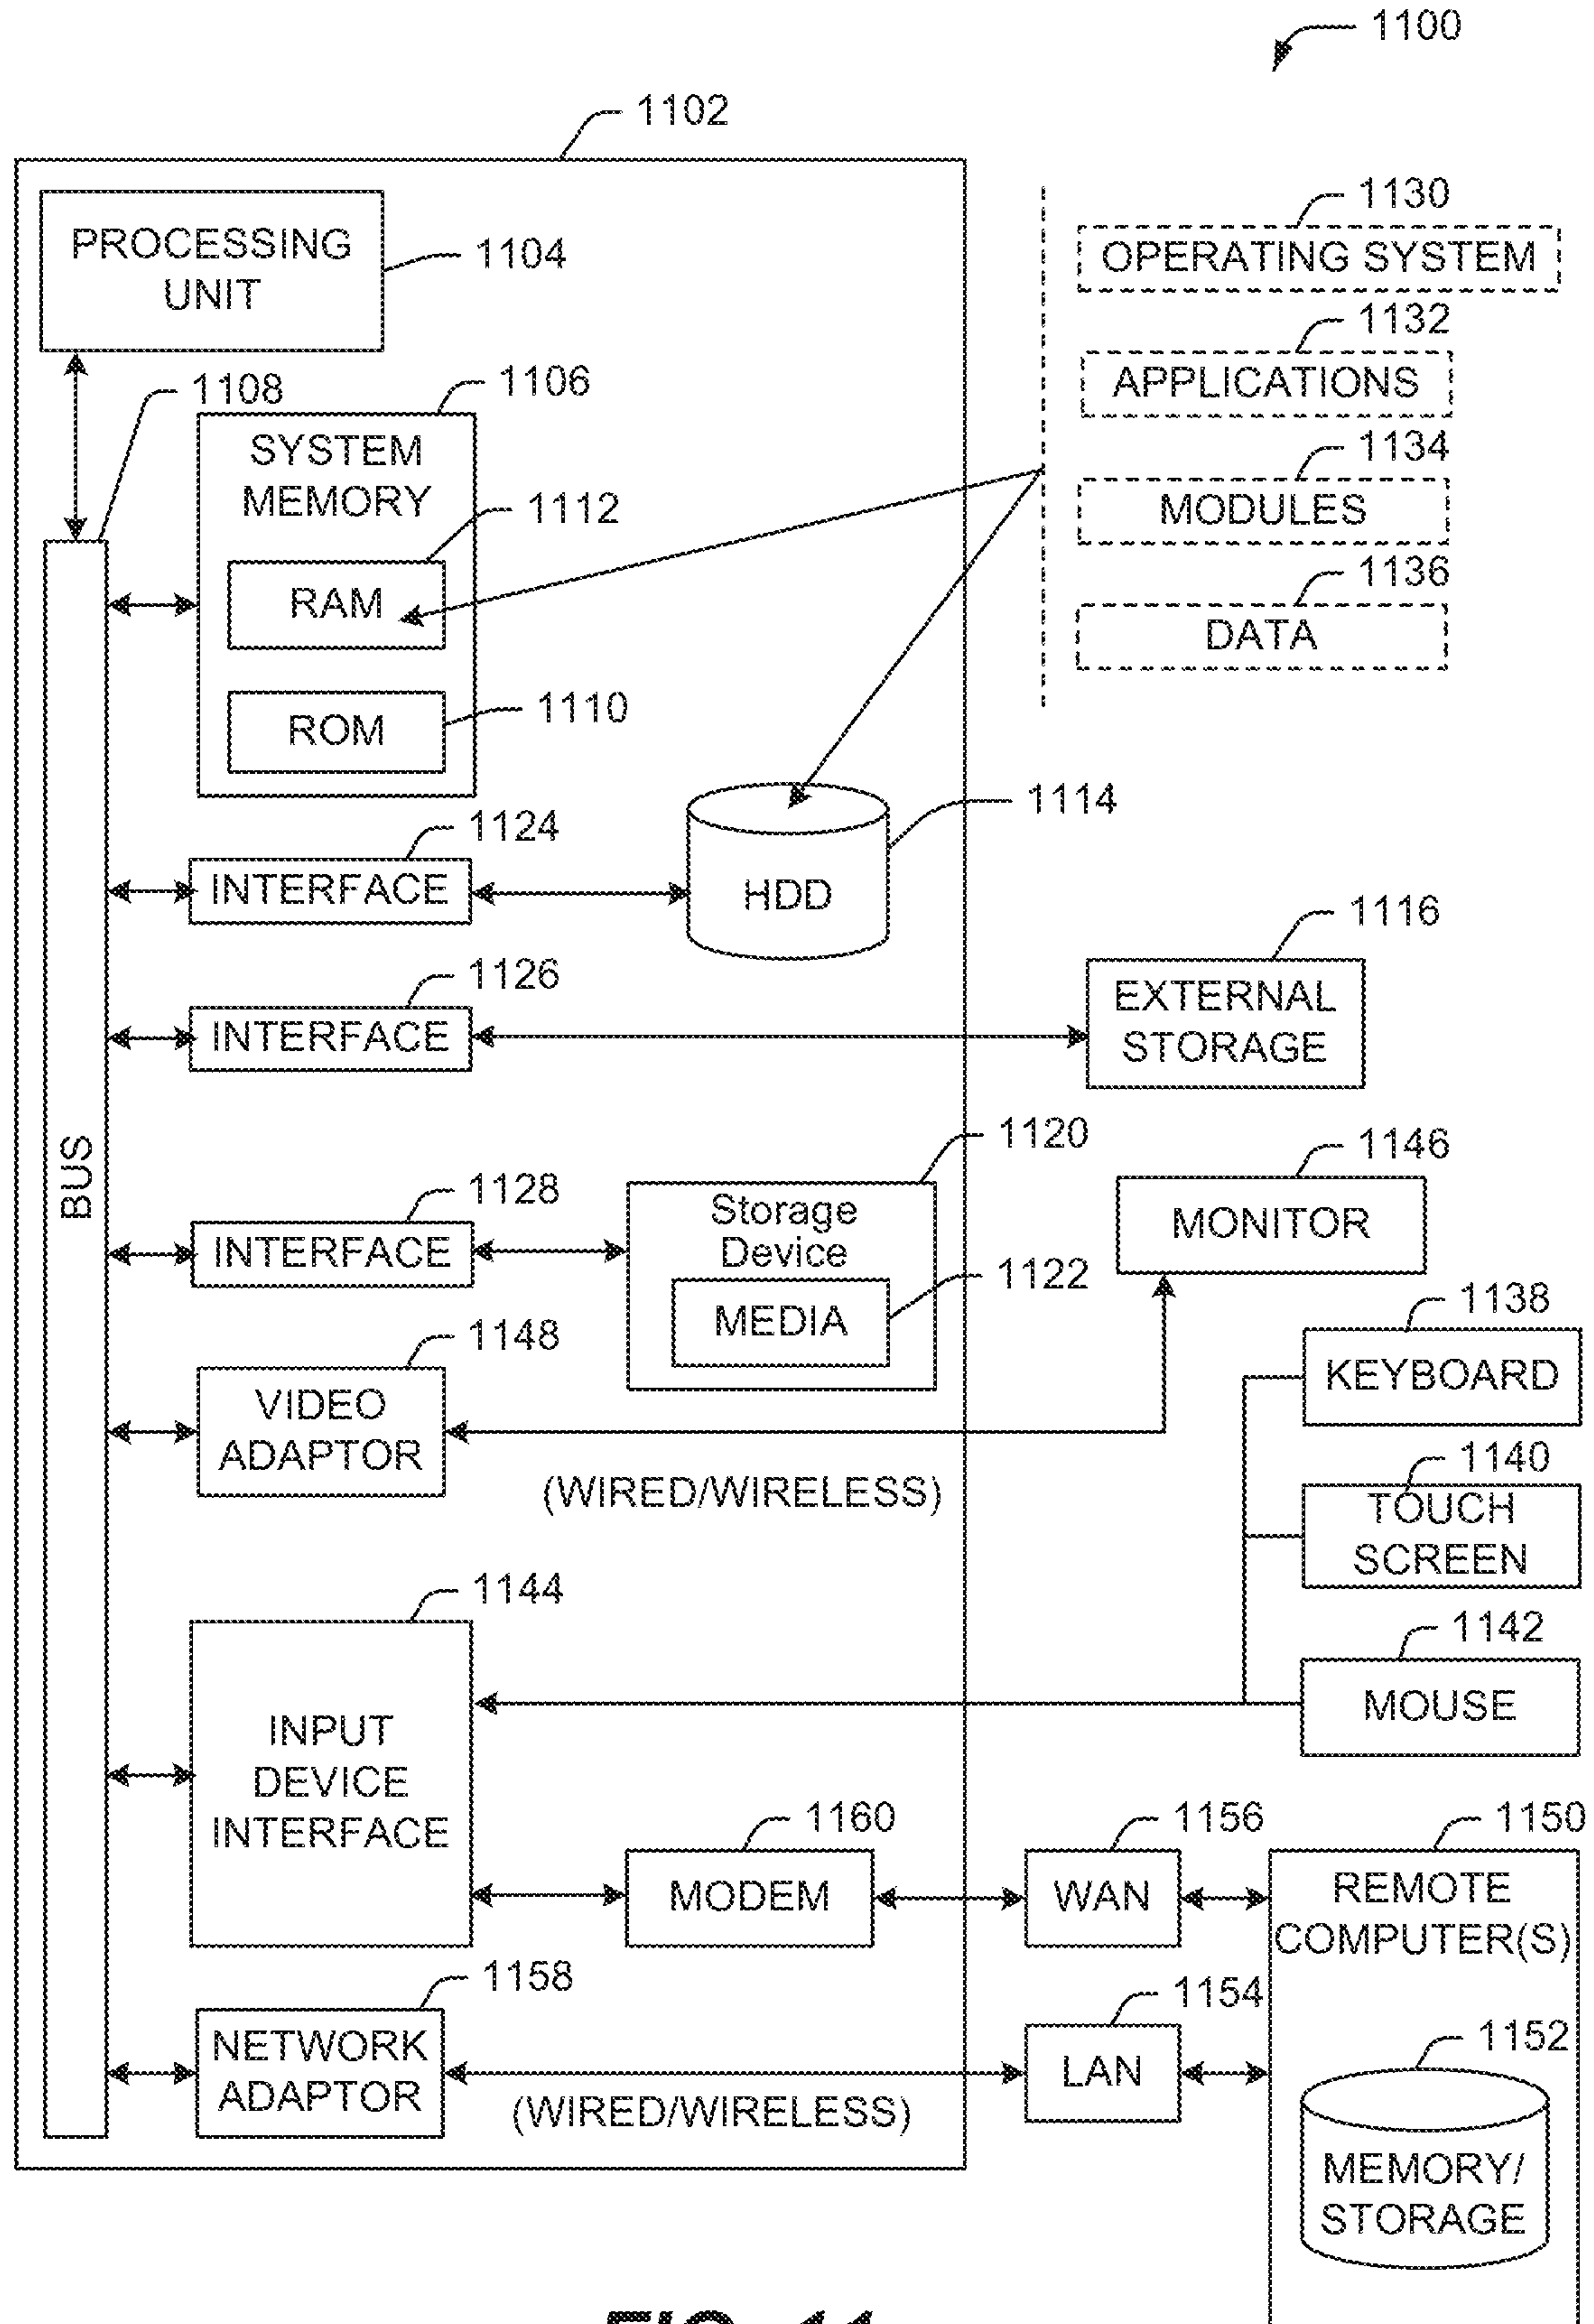 1100
1102
PROCESSING
UNIT
1104
1130
OPERATING SYSTEM
1132
APPLICATIONS
1134
MODULES
1136
DATA
1108
1106
SYSTEM
MEMORY
1112
RAM
1110
ROM
1124
INTERFACE
1114
HDD
1126
INTERFACE
1116
EXTERNAL
STORAGE
BUS
1128
INTERFACE
1120
Storage
Device
1122
MEDIA
1146
MONITOR
1148
VIDEO
ADAPTOR
(WIRED/WIRELESS)
1138
KEYBOARD
1140
TOUCH
SCREEN
1142
MOUSE
1144
INPUT
DEVICE
INTERFACE
1160
MODEM
1156
WAN
1150
REMOTE
COMPUTER(S)
1158
NETWORK
ADAPTOR
(WIRED/WIRELESS)
1154
LAN
1152
MEMORY/
STORAGE
FIG. 11